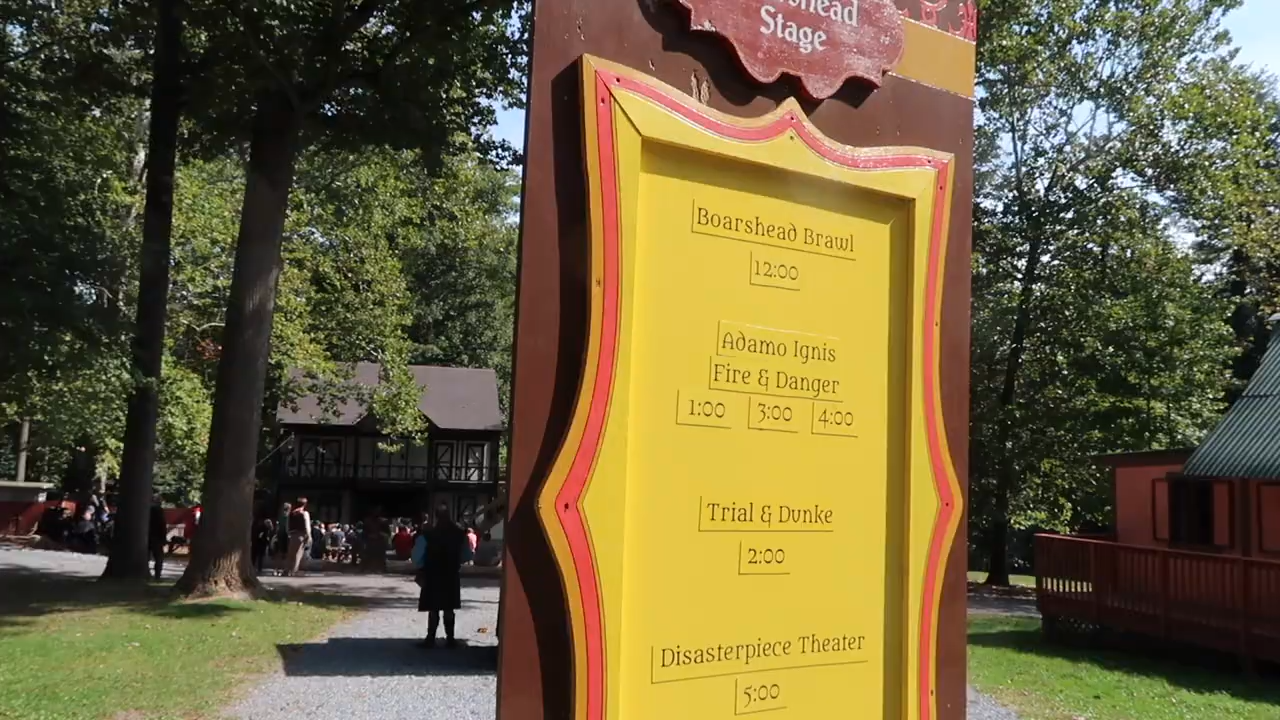 Stage
Boarshead Brawl
12:00
Adamo Ignis
Fire & Danger
1:00 3:00 4:00
Trial & Dunke
2:00
Disasterpiece Theater
5:00